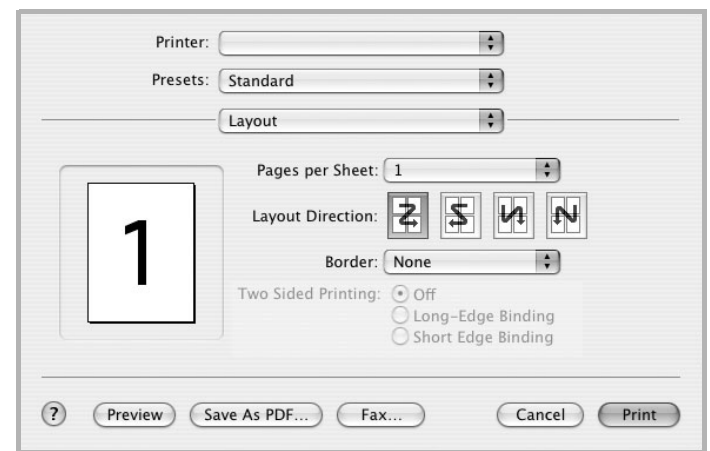 Printer:
Presets: Standard
Layout
Pages per Sheet: 1
1
Layout Direction:
Border: None
Two Sided Printing: Off
Long-Edge Binding
Short Edge Binding
? Preview Save As PDF... Fax... Cancel Print